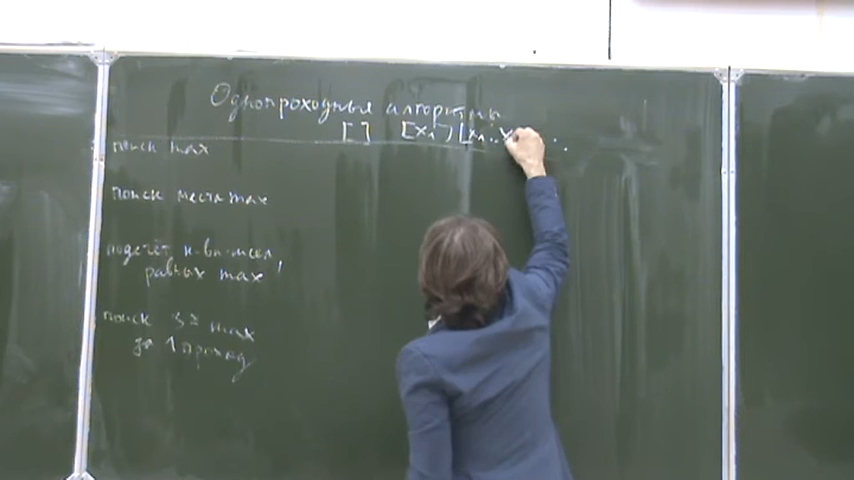 Однопроходные алгоритмы
[] [x₁) [x₁..
поиск max
поиск места max
подсчёт к-ва чисел
равных max
поиск max
за 1 проход